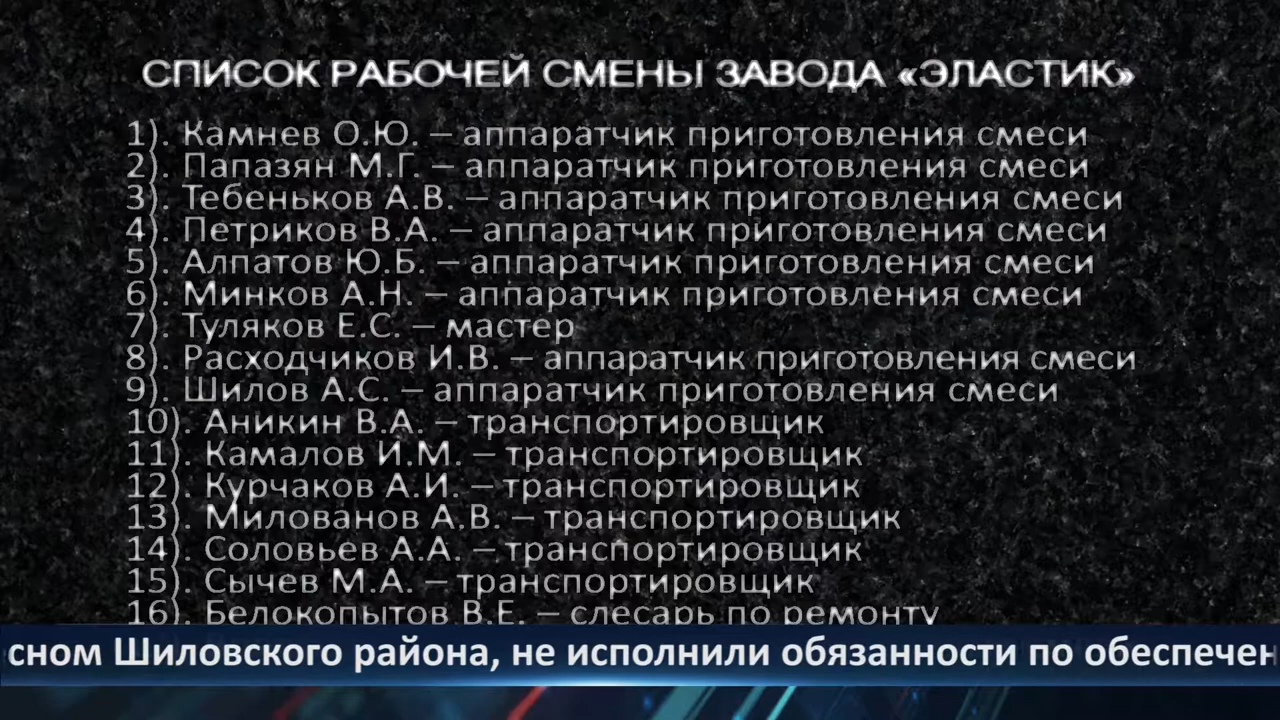 СПИСОК РАБОЧЕЙ СМЕНЫ ЗАВОДА «ЭЛАСТИК»
1). Камнев О.Ю. – аппаратчик приготовления смеси
2). Папазян М.Г. – аппаратчик приготовления смеси
3). Тебеньков А.В. – аппаратчик приготовления смеси
4). Петриков В.А. – аппаратчик приготовления смеси
5). Алпатов Ю.Б. – аппаратчик приготовления смеси
6). Минков А.Н. – аппаратчик приготовления смеси
7). Туляков Е.С. – мастер
8). Расходчиков И.В. – аппаратчик приготовления смеси
9). Шилов А.С. – аппаратчик приготовления смеси
10). Аникин В.А. – транспортировщик
11). Камалов И.М. – транспортировщик
12). Курчаков А.И. – транспортировщик
13). Милованов А.В. – транспортировщик
14). Соловьев А.А. – транспортировщик
15). Сычев М.А. – транспортировщик
16). Белокопытов В.Е. – слесарь по ремонту
сном Шиловского района, не исполнили обязанности по обеспечен